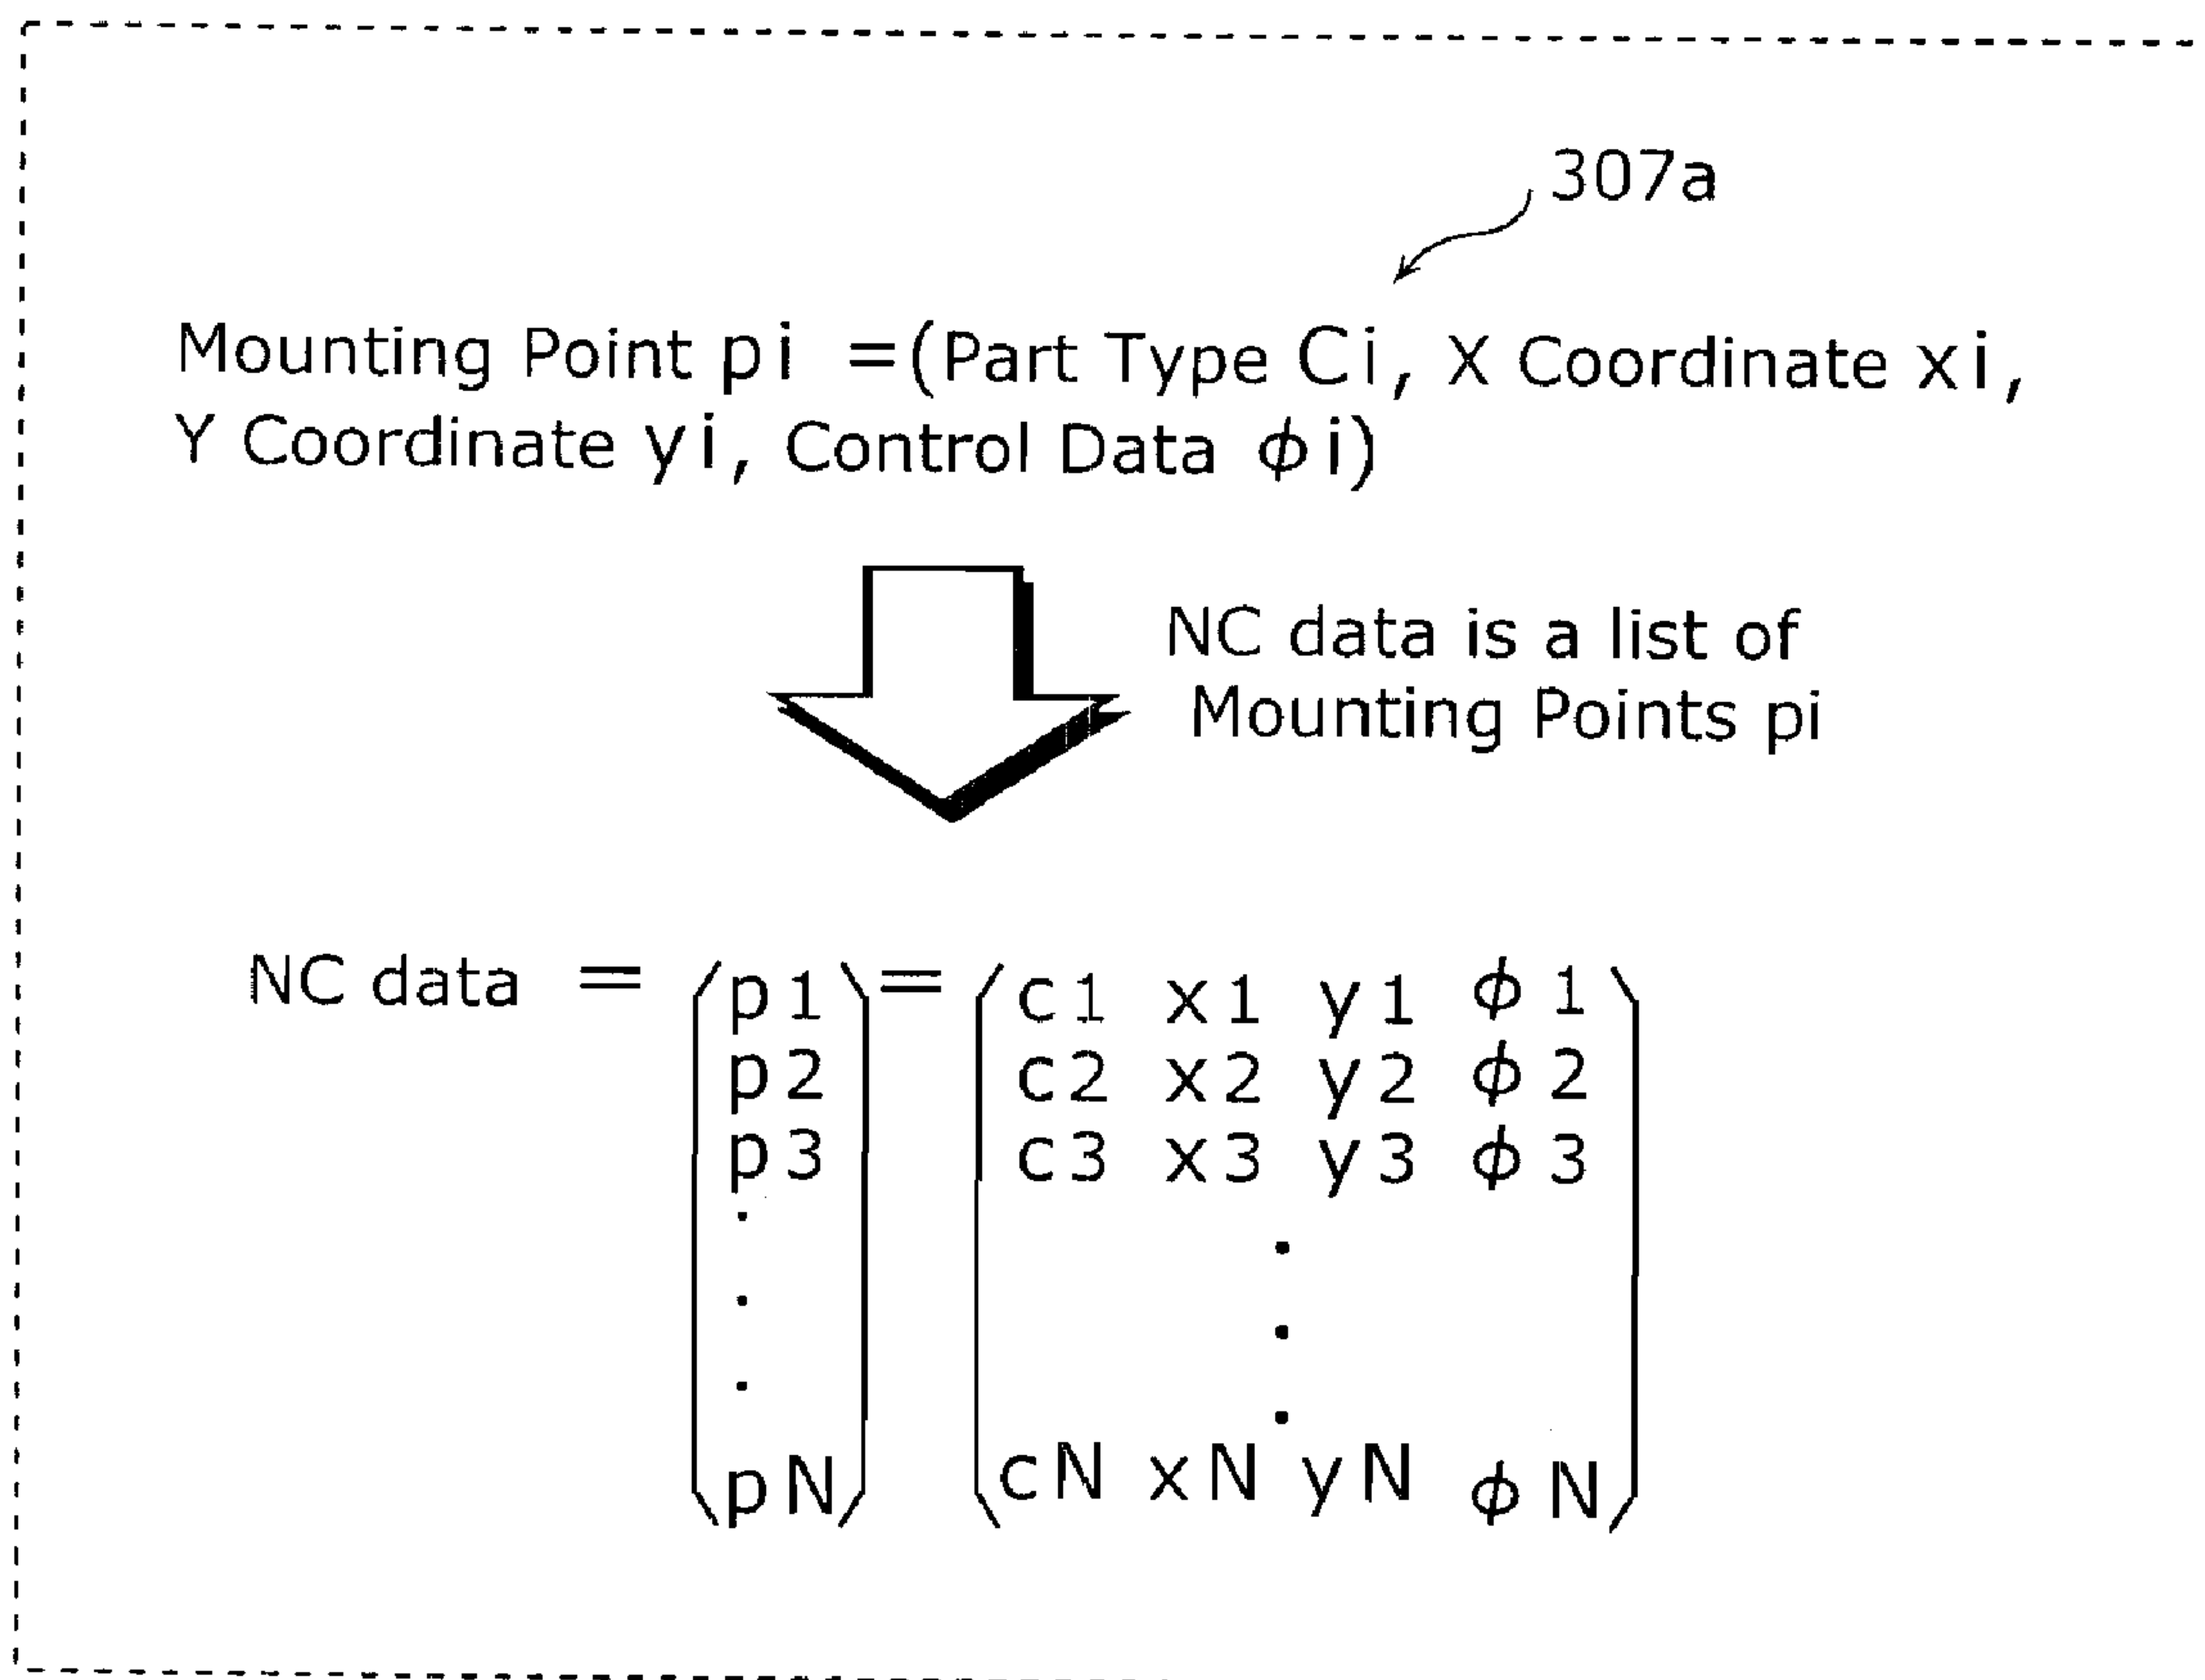 307a
Mounting Point pi =(Part Type Ci, X Coordinate xi,
Y Coordinate yi, Control Data ϕi)
NC data is a list of
Mounting Points pi
NC data = (p1) = (c1 x1 y1 ϕ1)
p2 c2 x2 y2 ϕ2
p3 c3 x3 y3 ϕ3
. .
. .
. .
pN cN xN yN ϕN